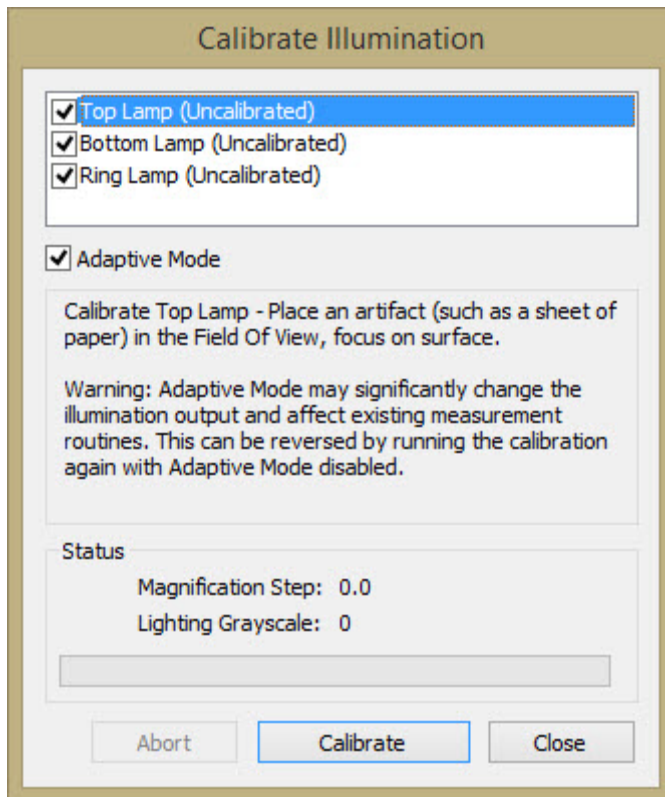 Calibrate Illumination
Top Lamp (Uncalibrated)
Bottom Lamp (Uncalibrated)
Ring Lamp (Uncalibrated)
Adaptive Mode
Calibrate Top Lamp - Place an artifact (such as a sheet of
paper) in the Field Of View, focus on surface.
Warning: Adaptive Mode may significantly change the
illumination output and affect existing measurement
routines. This can be reversed by running the calibration
again with Adaptive Mode disabled.
Status
Magnification Step: 0.0
Lighting Grayscale: 0
Abort Calibrate Close